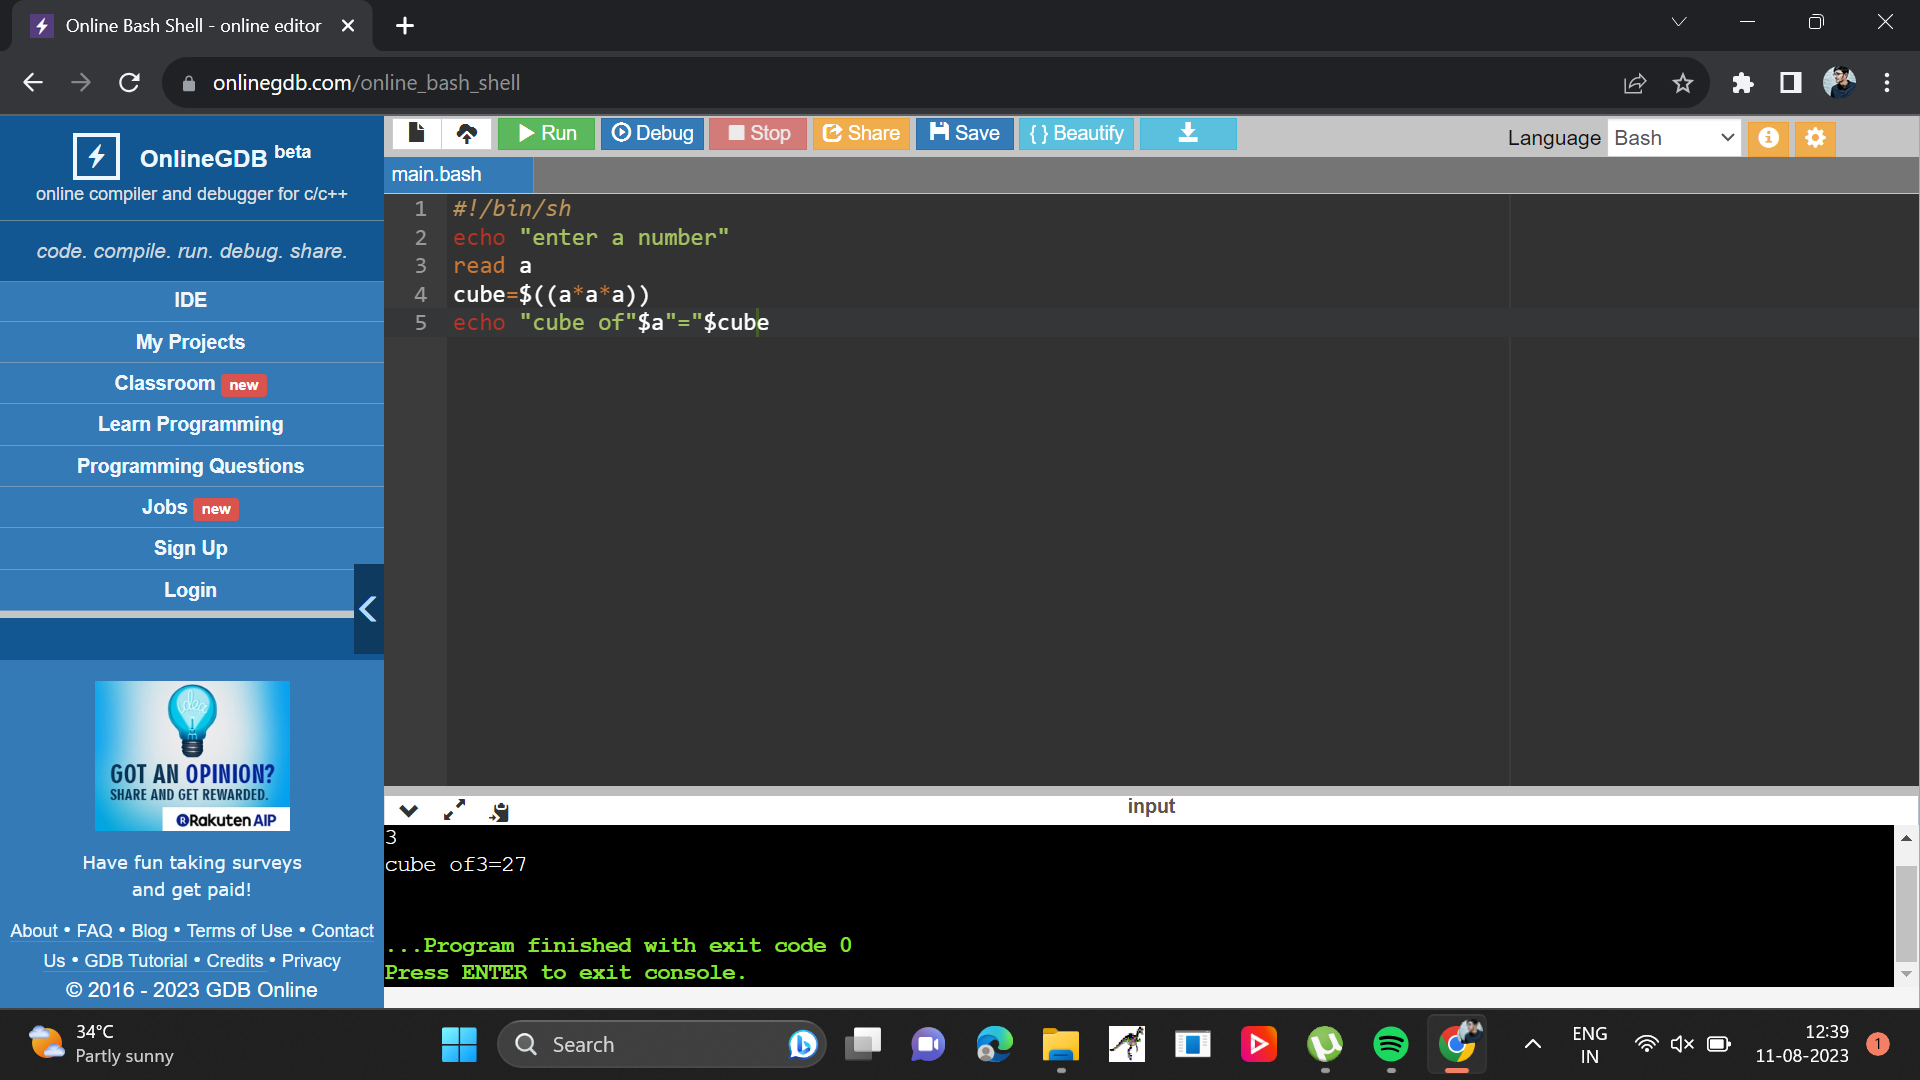 Online Bash Shell - online editor
onlinegdb.com/online_bash_shell
OnlineGDB beta
online compiler and debugger for c/c++
code. compile. run. debug. share.
IDE
My Projects
Classroom new
Learn Programming
Programming Questions
Jobs new
Sign Up
Login
idea
GOT AN OPINION?
SHARE AND GET REWARDED.
Rakuten AIP
Have fun taking surveys
and get paid!
About • FAQ • Blog • Terms of Use • Contact
Us • GDB Tutorial • Credits • Privacy
© 2016 - 2023 GDB Online
Run Debug Stop Share Save { } Beautify
Language Bash
main.bash
1 #!/bin/sh
2 echo "enter a number"
3 read a
4 cube=$((a*a*a))
5 echo "cube of"$a"="$cube
input
3
cube of3=27
...Program finished with exit code 0
Press ENTER to exit console.
34°C
Partly sunny
Search
ENG
IN
12:39
11-08-2023
1